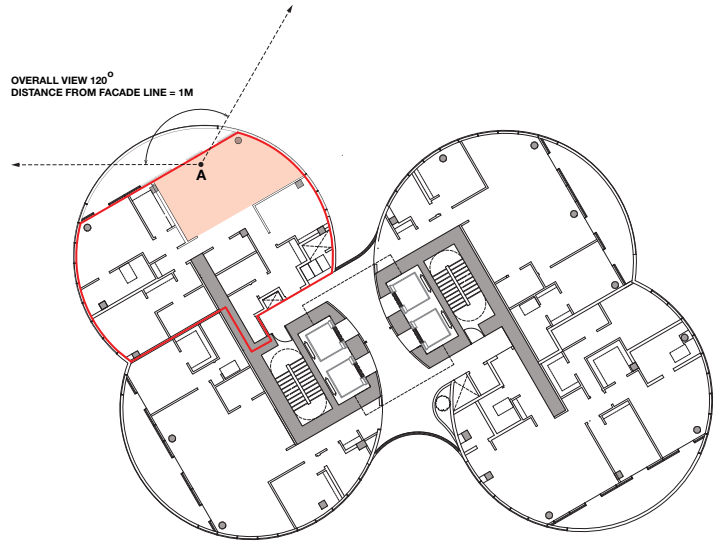 OVERALL VIEW 120°
DISTANCE FROM FACADE LINE = 1M
A